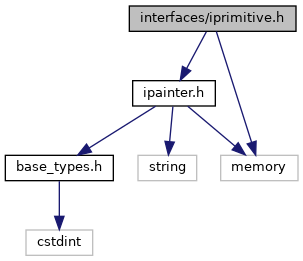 interfaces/iprimitive.h
ipainter.h
base_types.h
string
memory
cstdint